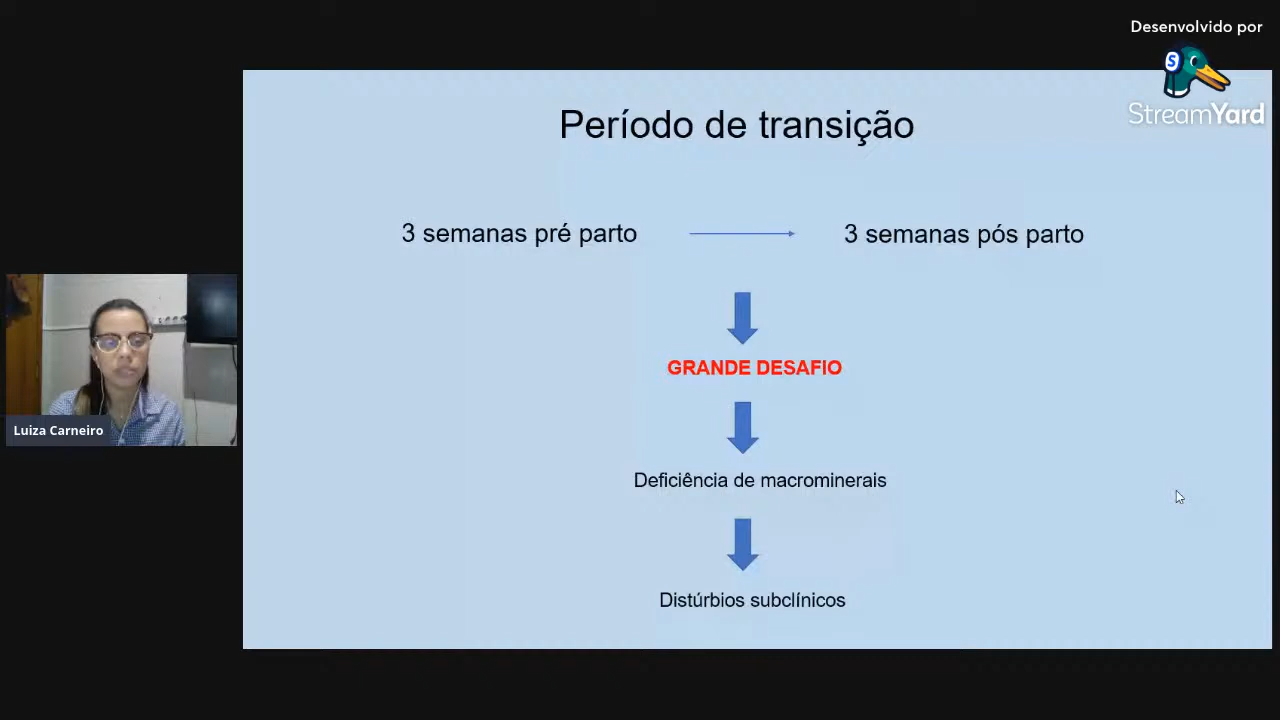 Desenvolvido por
S
StreamYard
Período de transição
3 semanas pré parto
3 semanas pós parto
GRANDE DESAFIO
Deficiência de macrominerais
Distúrbios subclínicos
Luiza Carneiro